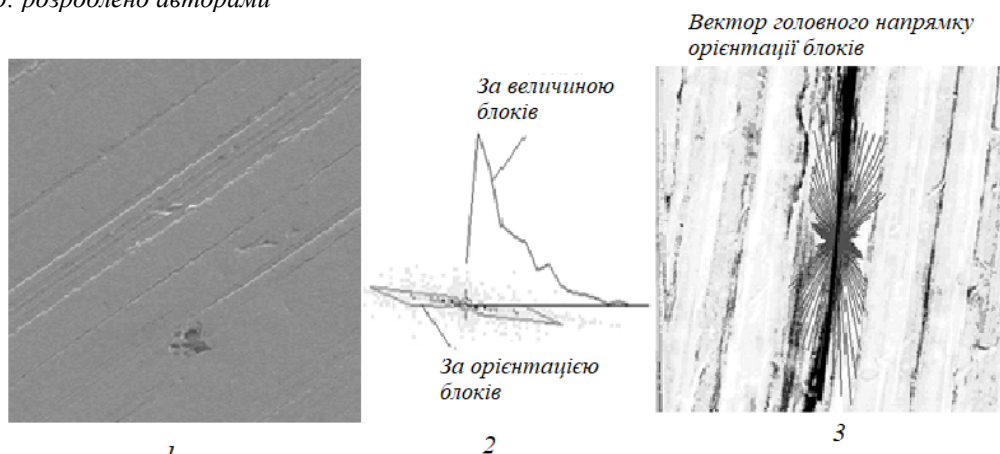 розроблено авторами
Вектор головного напрямку
орієнтації блоків
За величиною
блоків
За орієнтацією
блоків
2
3